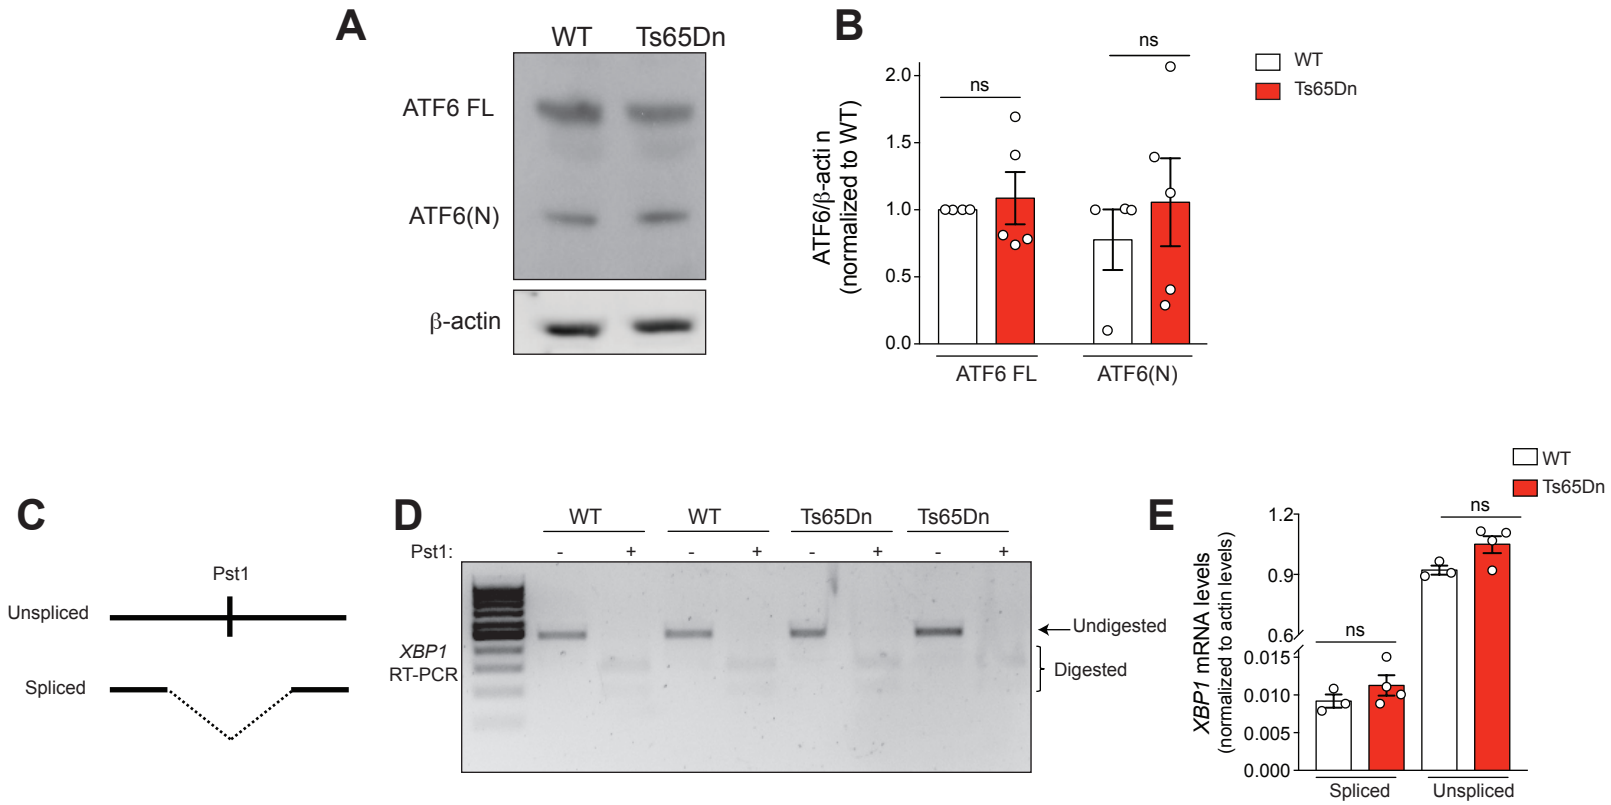 A
WT Ts65Dn
ATF6 FL
ATF6(N)
β-actin
B
ns
ns
WT
Ts65Dn
ATF6/β-acti n
(normalized to WT)
2.0
1.5
1.0
0.5
0.0
ATF6 FL ATF6(N)
C
Pst1
Unspliced
Spliced
D
WT WT Ts65Dn Ts65Dn
Pst1: - + - + - + - +
XBP1
RT-PCR
Undigested
Digested
E
WT
Ts65Dn
ns
ns
XBP1 mRNA levels
(normalized to actin levels)
1.2
0.9
0.6
0.015
0.010
0.005
0.000
Spliced Unspliced